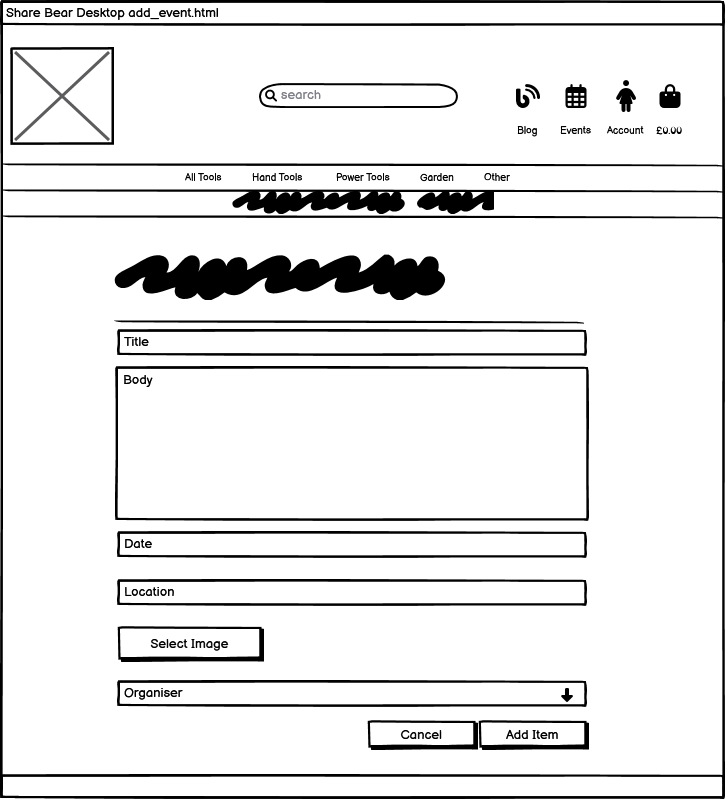 Share Bear Desktop add_event.html
search
Blog Events Account £0.00
All Tools Hand Tools Power Tools Garden Other
Title
Body
Date
Location
Select Image
Organiser
Cancel Add Item